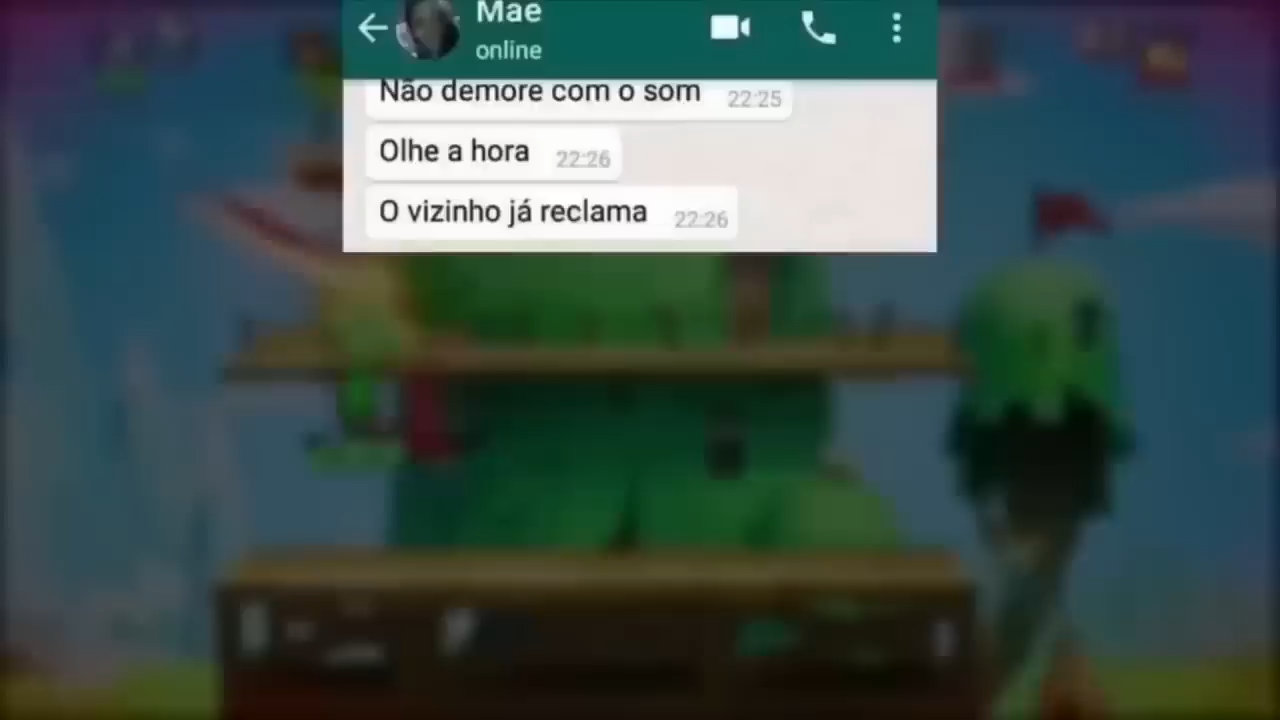 Mae
online
Não demore com o som 22:25
Olhe a hora 22:26
O vizinho já reclama 22:26